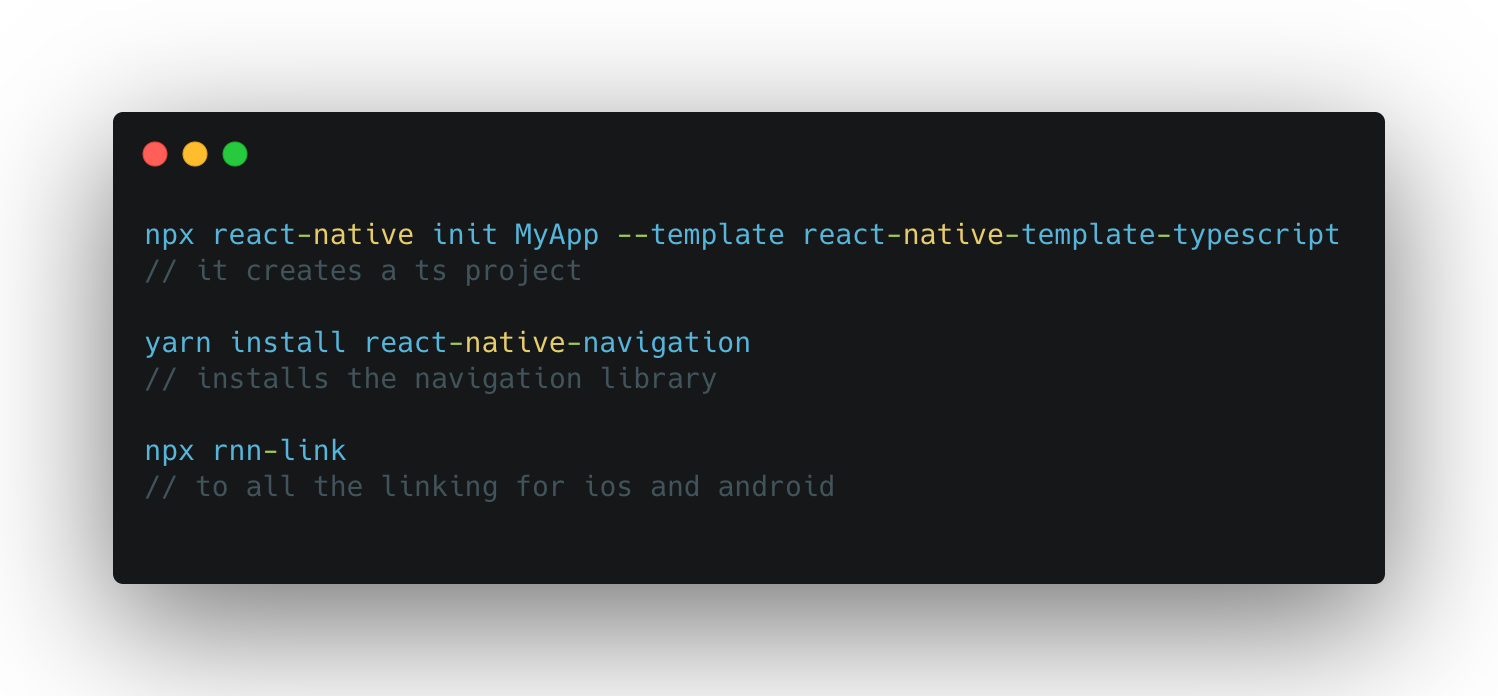 npx react-native init MyApp --template react-native-template-typescript
// it creates a ts project
yarn install react-native-navigation
// installs the navigation library
npx rnn-link
// to all the linking for ios and android